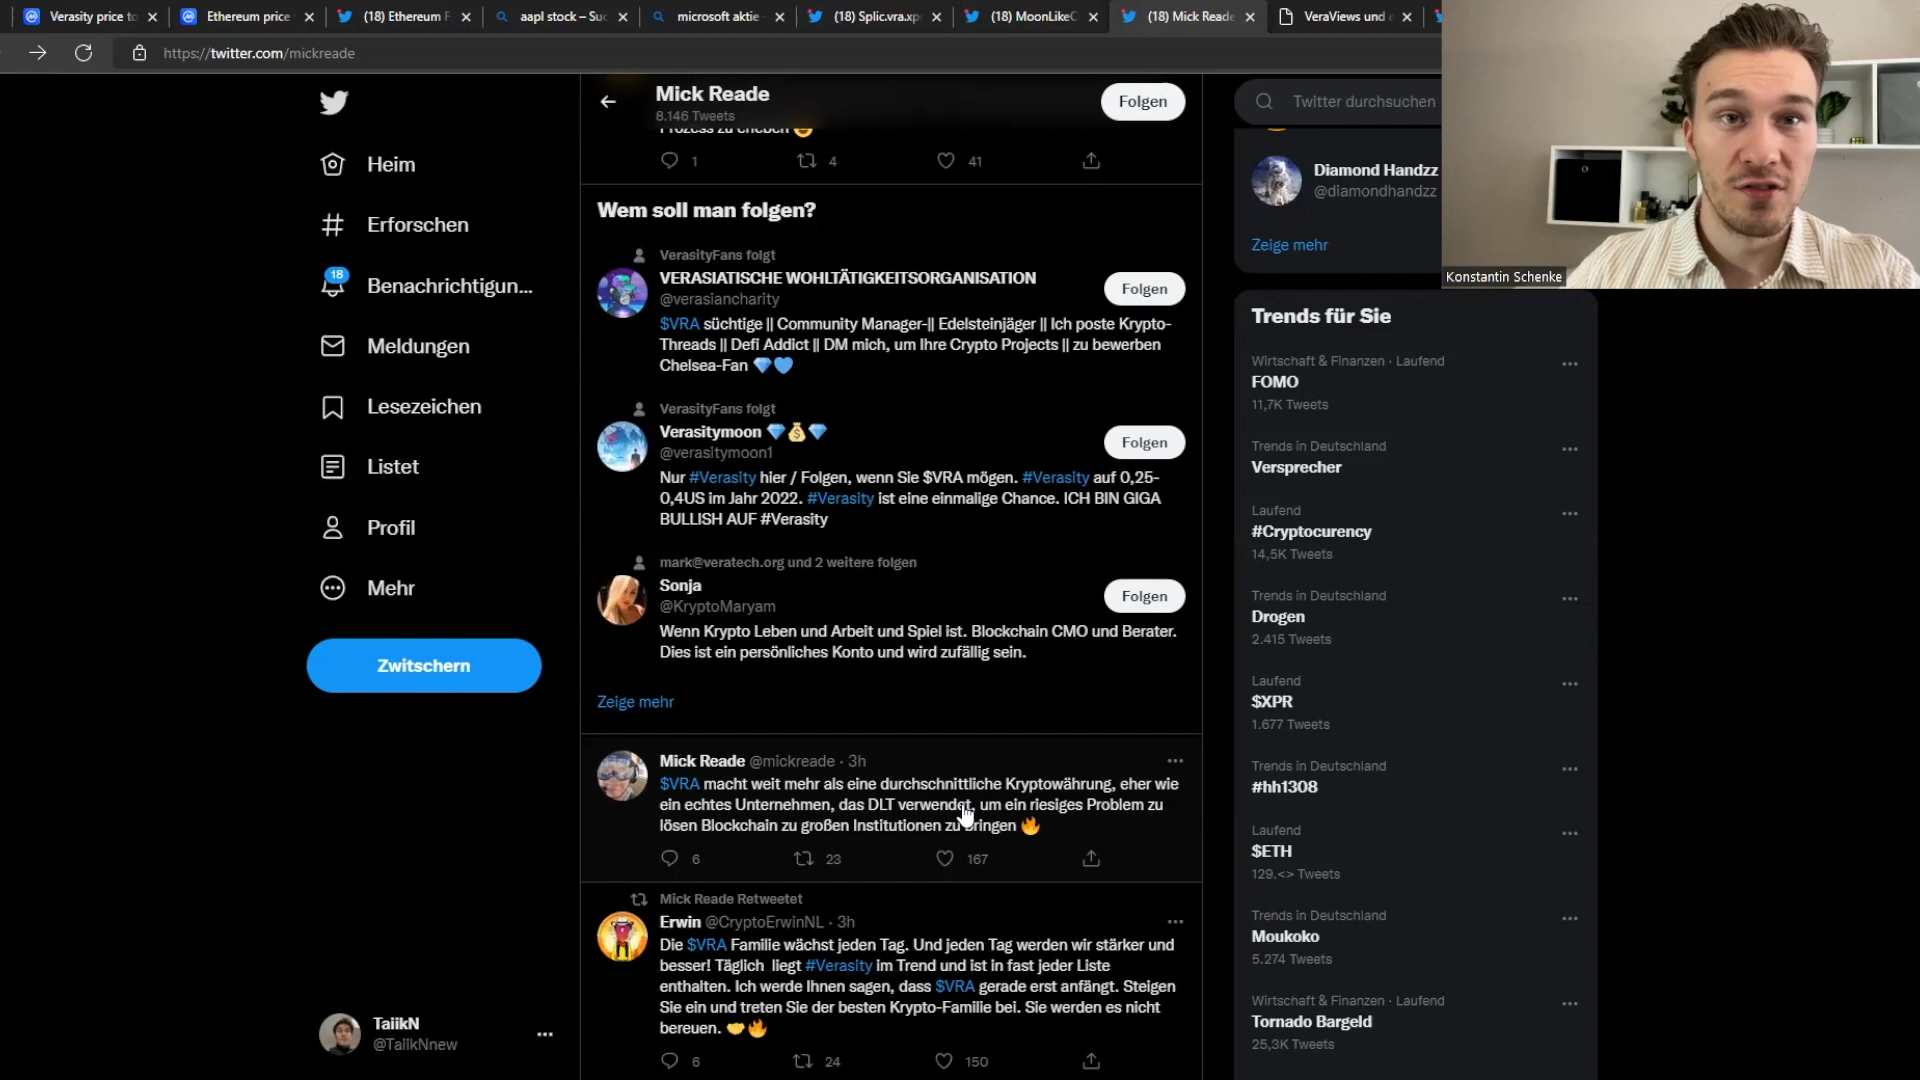 Verasity price to
Ethereum price
(18) Ethereum F
aapl stock – Suc
microsoft aktie
(18) Splic.vra.xp
(18) MoonLikeC
(18) Mick Reade
VeraViews und
https://twitter.com/mickreade
Heim
Erforschen
18
Benachrichtigun...
Meldungen
Lesezeichen
Listet
Profil
Mehr
Zwitschern
TaiikN
@TaiIkNnew
Mick Reade
8.146 Tweets
Folgen
Prozess zu erleben 😄
1 4 41
Wem soll man folgen?
VerasityFans folgt
VERASIATISCHE WOHLTÄTIGKEITSORGANISATION
@verasiancharity
Folgen
$VRA süchtige || Community Manager-|| Edelsteinjäger || Ich poste Krypto-
Threads || Defi Addict || DM mich, um Ihre Crypto Projects || zu bewerben
Chelsea-Fan 💎💙
VerasityFans folgt
Verasitymoon 💎💰💎
@verasitymoon1
Folgen
Nur #Verasity hier / Folgen, wenn Sie $VRA mögen. #Verasity auf 0,25-
0,4US im Jahr 2022. #Verasity ist eine einmalige Chance. ICH BIN GIGA
BULLISH AUF #Verasity
mark@veratech.org und 2 weitere folgen
Sonja
@KryptoMaryam
Folgen
Wenn Krypto Leben und Arbeit und Spiel ist. Blockchain CMO und Berater.
Dies ist ein persönliches Konto und wird zufällig sein.
Zeige mehr
Mick Reade @mickreade · 3h
$VRA macht weit mehr als eine durchschnittliche Kryptowährung, eher wie
ein echtes Unternehmen, das DLT verwendet, um ein riesiges Problem zu
lösen Blockchain zu großen Institutionen zu bringen 🔥
6 23 167
Mick Reade Retweetet
Erwin @CryptoErwinNL · 3h
Die $VRA Familie wächst jeden Tag. Und jeden Tag werden wir stärker und
besser! Täglich liegt #Verasity im Trend und ist in fast jeder Liste
enthalten. Ich werde Ihnen sagen, dass $VRA gerade erst anfängt. Steigen
Sie ein und treten Sie der besten Krypto-Familie bei. Sie werden es nicht
bereuen. 🤝🔥
6 24 150
Twitter durchsuchen
Diamond Handzz
@diamondhandzz
Zeige mehr
Konstantin Schenke
Trends für Sie
Wirtschaft & Finanzen · Laufend
FOMO
11,7K Tweets
Trends in Deutschland
Versprecher
Laufend
#Cryptocurency
14,5K Tweets
Trends in Deutschland
Drogen
2.415 Tweets
Laufend
$XPR
1.677 Tweets
Trends in Deutschland
#hh1308
Laufend
$ETH
129.<> Tweets
Trends in Deutschland
Moukoko
5.274 Tweets
Wirtschaft & Finanzen · Laufend
Tornado Bargeld
25,3K Tweets